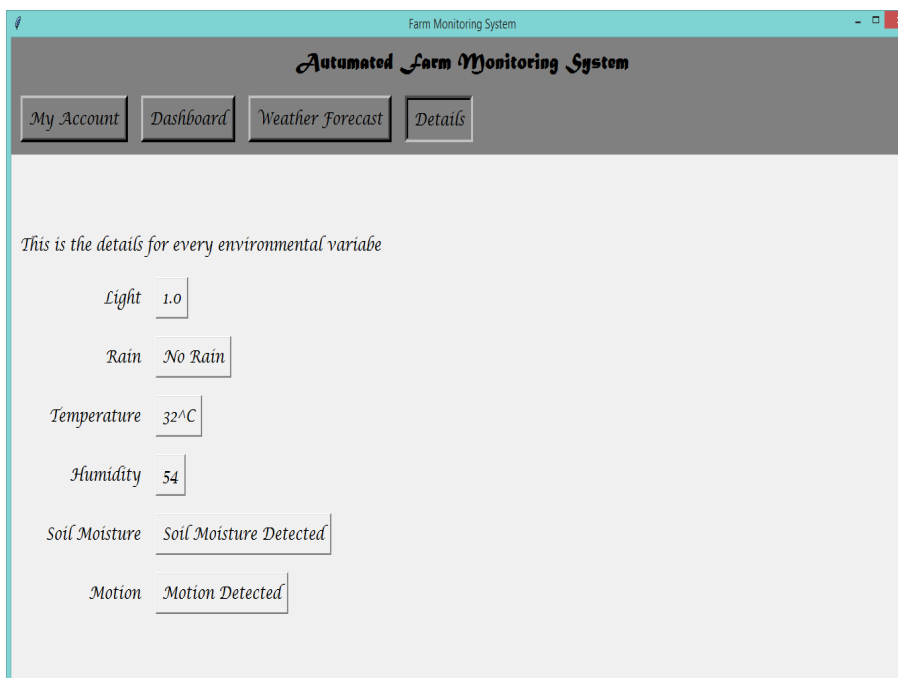 Farm Monitoring System
Autumated Farm Monitoring System
My Account Dashboard Weather Forecast Details
This is the details for every environmental variabe
Light 1.0
Rain No Rain
Temperature 32^C
Humidity 54
Soil Moisture Soil Moisture Detected
Motion Motion Detected